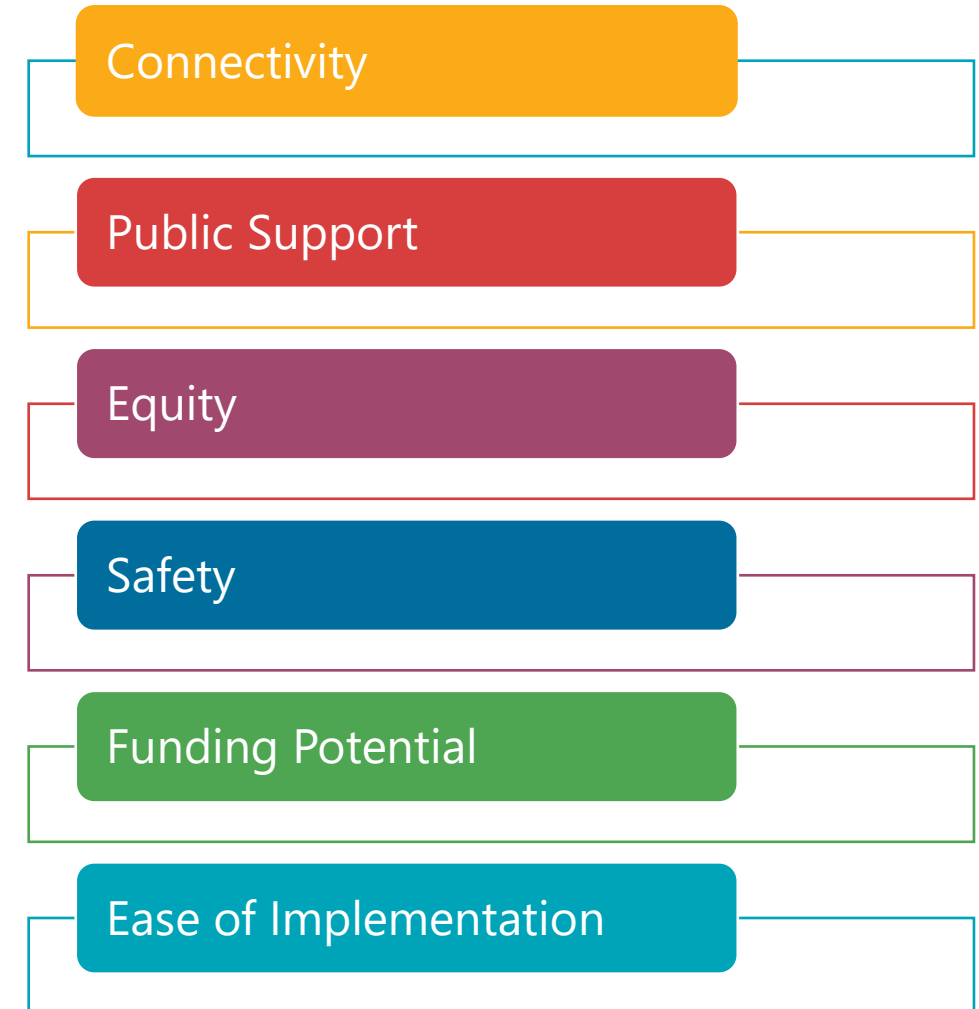 Connectivity
Public Support
Equity
Safety
Funding Potential
Ease of Implementation